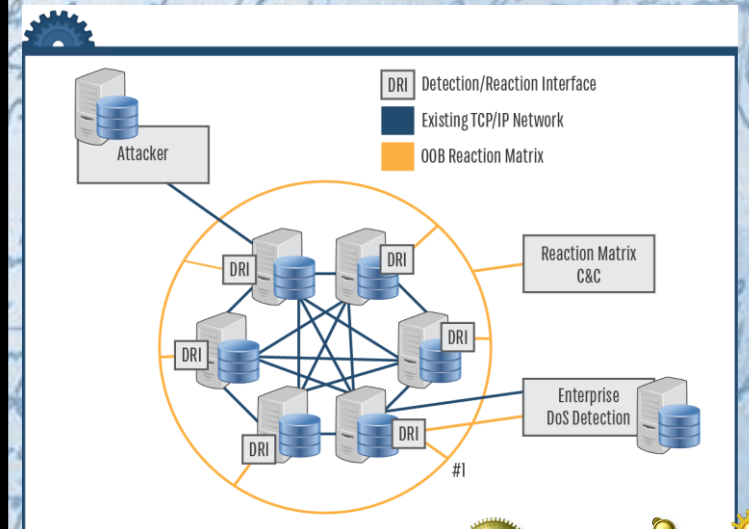 DRI Detection/Reaction Interface
Existing TCP/IP Network
OOB Reaction Matrix
Attacker
DRI
DRI
Reaction Matrix
C&C
DRI
DRI
Enterprise
DoS Detection
DRI
DRI
#1